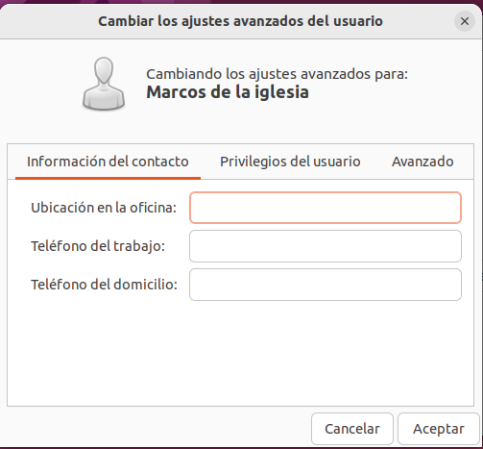 Cambiar los ajustes avanzados del usuario
Cambiando los ajustes avanzados para:
Marcos de la iglesia
Información del contacto Privilegios del usuario Avanzado
Ubicación en la oficina:
Teléfono del trabajo:
Teléfono del domicilio:
Cancelar Aceptar